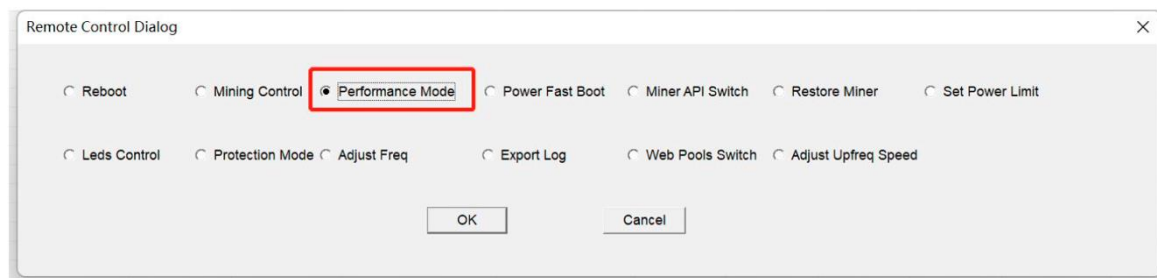 Remote Control Dialog
Reboot Mining Control Performance Mode Power Fast Boot Miner API Switch Restore Miner Set Power Limit
Leds Control Protection Mode Adjust Freq Export Log Web Pools Switch Adjust Upfreq Speed
OK Cancel